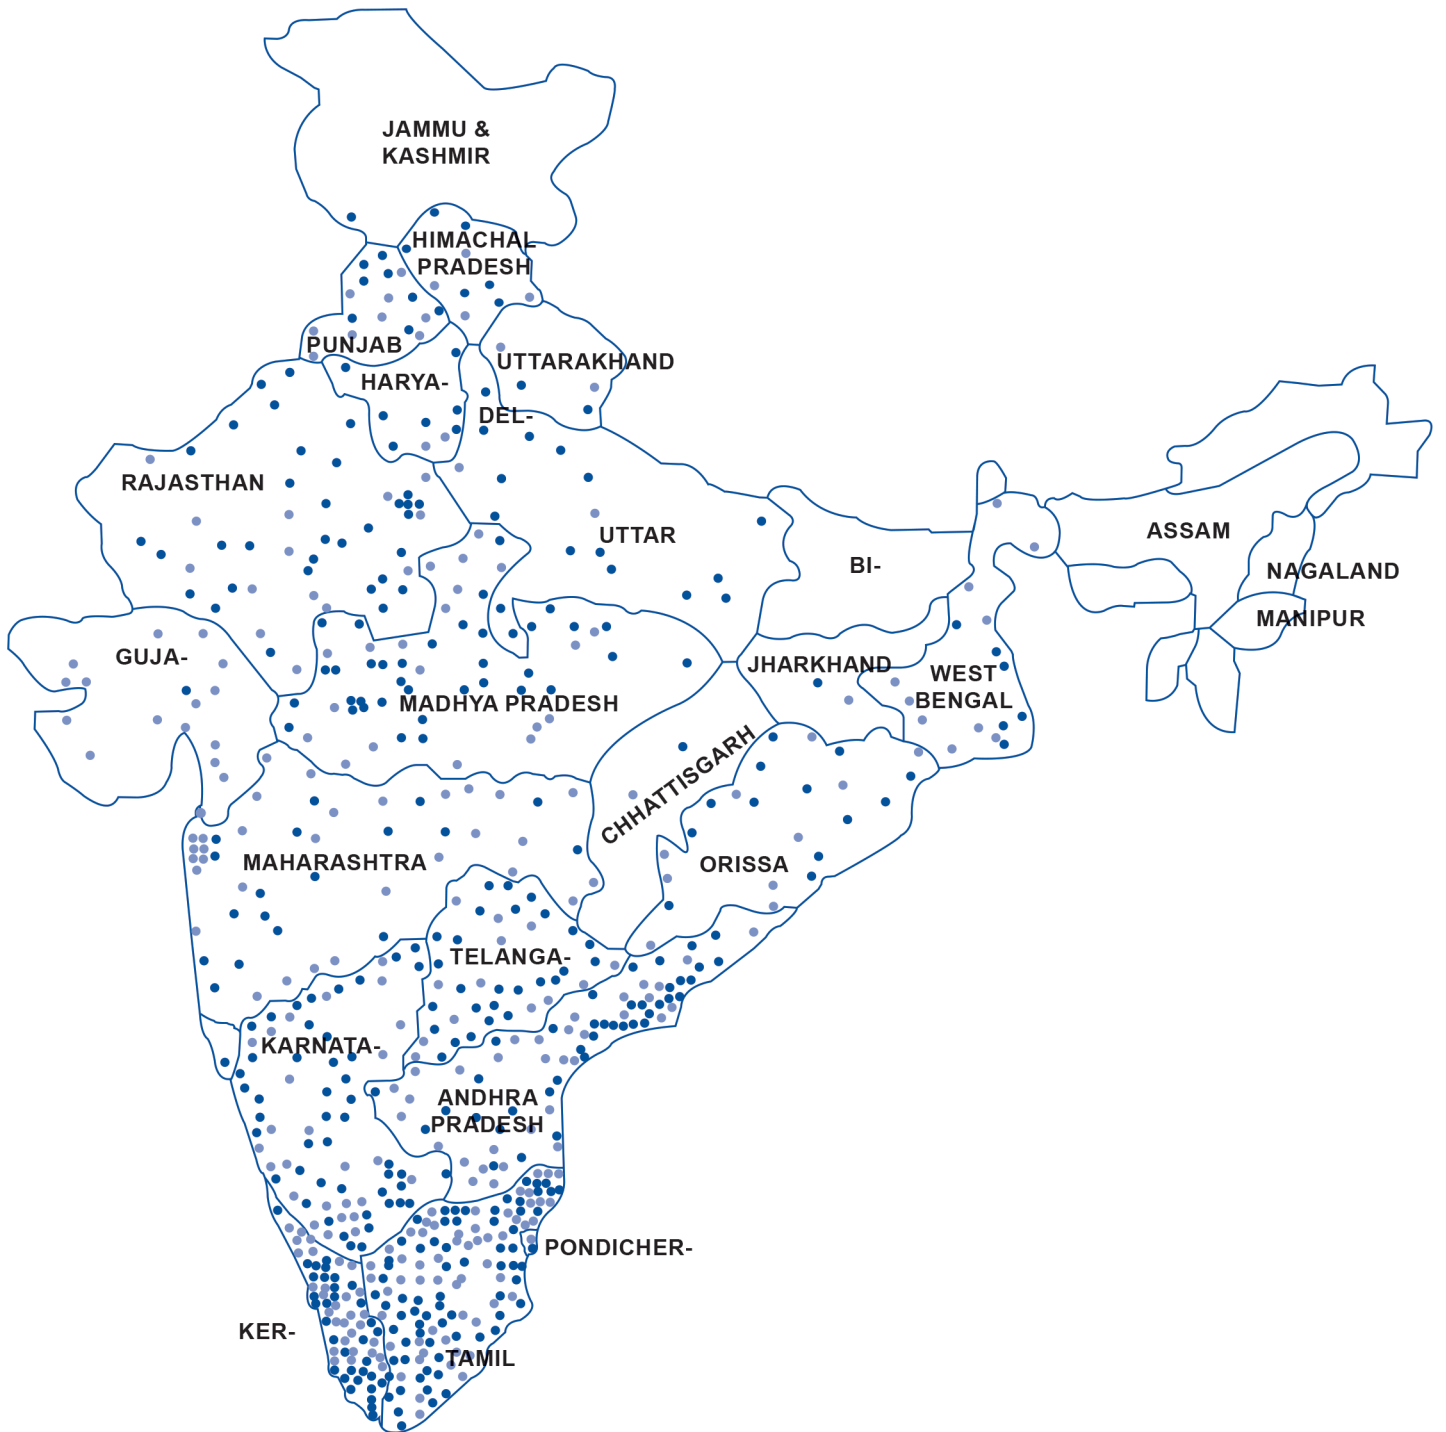 JAMMU &
KASHMIR
HIMACHAL
PRADESH
PUNJAB
UTTARAKHAND
HARYA-
DEL-
RAJASTHAN
UTTAR
ASSAM
BI-
NAGALAND
MANIPUR
GUJA-
JHARKHAND
WEST
BENGAL
MADHYA PRADESH
CHHATTISGARH
MAHARASHTRA
ORISSA
TELANGA-
KARNATA-
ANDHRA
PRADESH
PONDICHER-
KER-
TAMIL